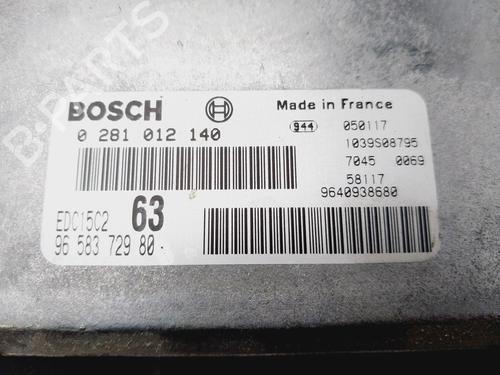 B-PARTS
BOSCH
Made in France
0 281 012 140
944 050117
1039S08795
7045 0069
58117
9640938680
EDC15C2 63
96 583 729 80